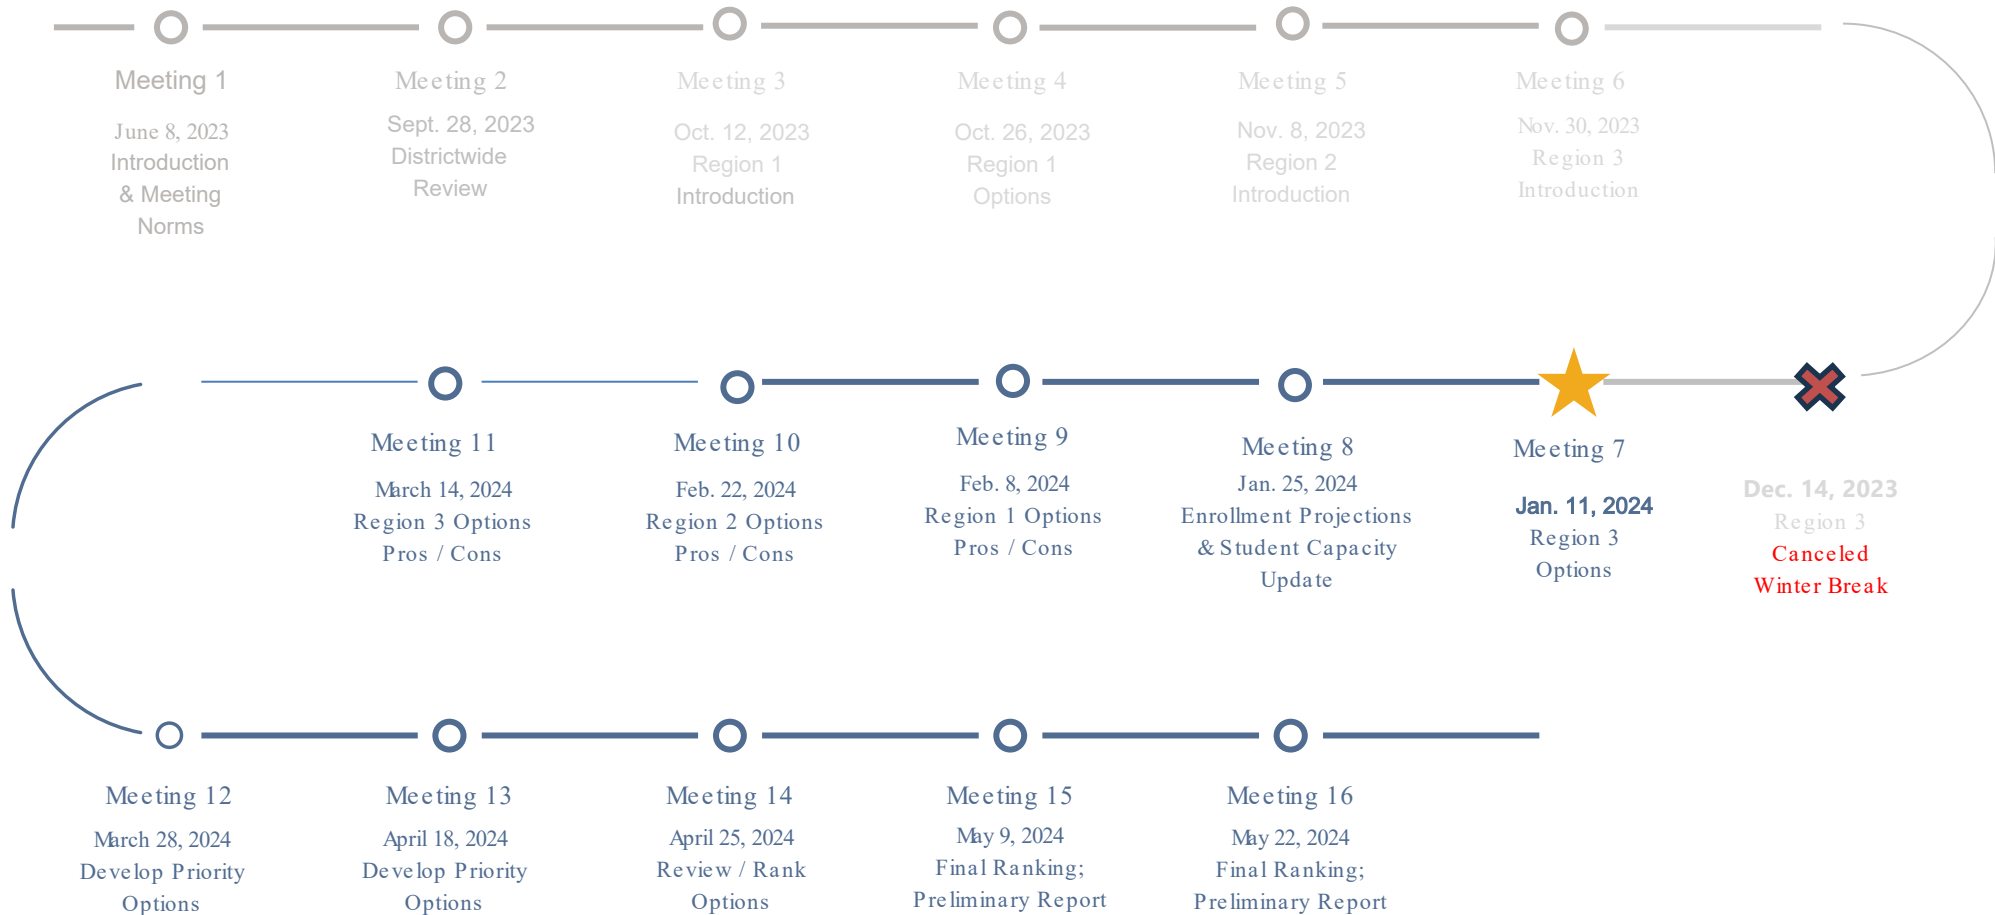 Meeting 1
June 8, 2023
Introduction
& Meeting
Norms
Meeting 2
Sept. 28, 2023
Districtwide
Review
Meeting 3
Oct. 12, 2023
Region 1
Introduction
Meeting 4
Oct. 26, 2023
Region 1
Options
Meeting 5
Nov. 8, 2023
Region 2
Introduction
Meeting 6
Nov. 30, 2023
Region 3
Introduction
Meeting 11
March 14, 2024
Region 3 Options
Pros / Cons
Meeting 10
Feb. 22, 2024
Region 2 Options
Pros / Cons
Meeting 9
Feb. 8, 2024
Region 1 Options
Pros / Cons
Meeting 8
Jan. 25, 2024
Enrollment Projections
& Student Capacity
Update
Meeting 7
Jan. 11, 2024
Region 3
Options
Dec. 14, 2023
Region 3
Canceled
Winter Break
Meeting 12
March 28, 2024
Develop Priority
Options
Meeting 13
April 18, 2024
Develop Priority
Options
Meeting 14
April 25, 2024
Review / Rank
Options
Meeting 15
May 9, 2024
Final Ranking;
Preliminary Report
Meeting 16
May 22, 2024
Final Ranking;
Preliminary Report